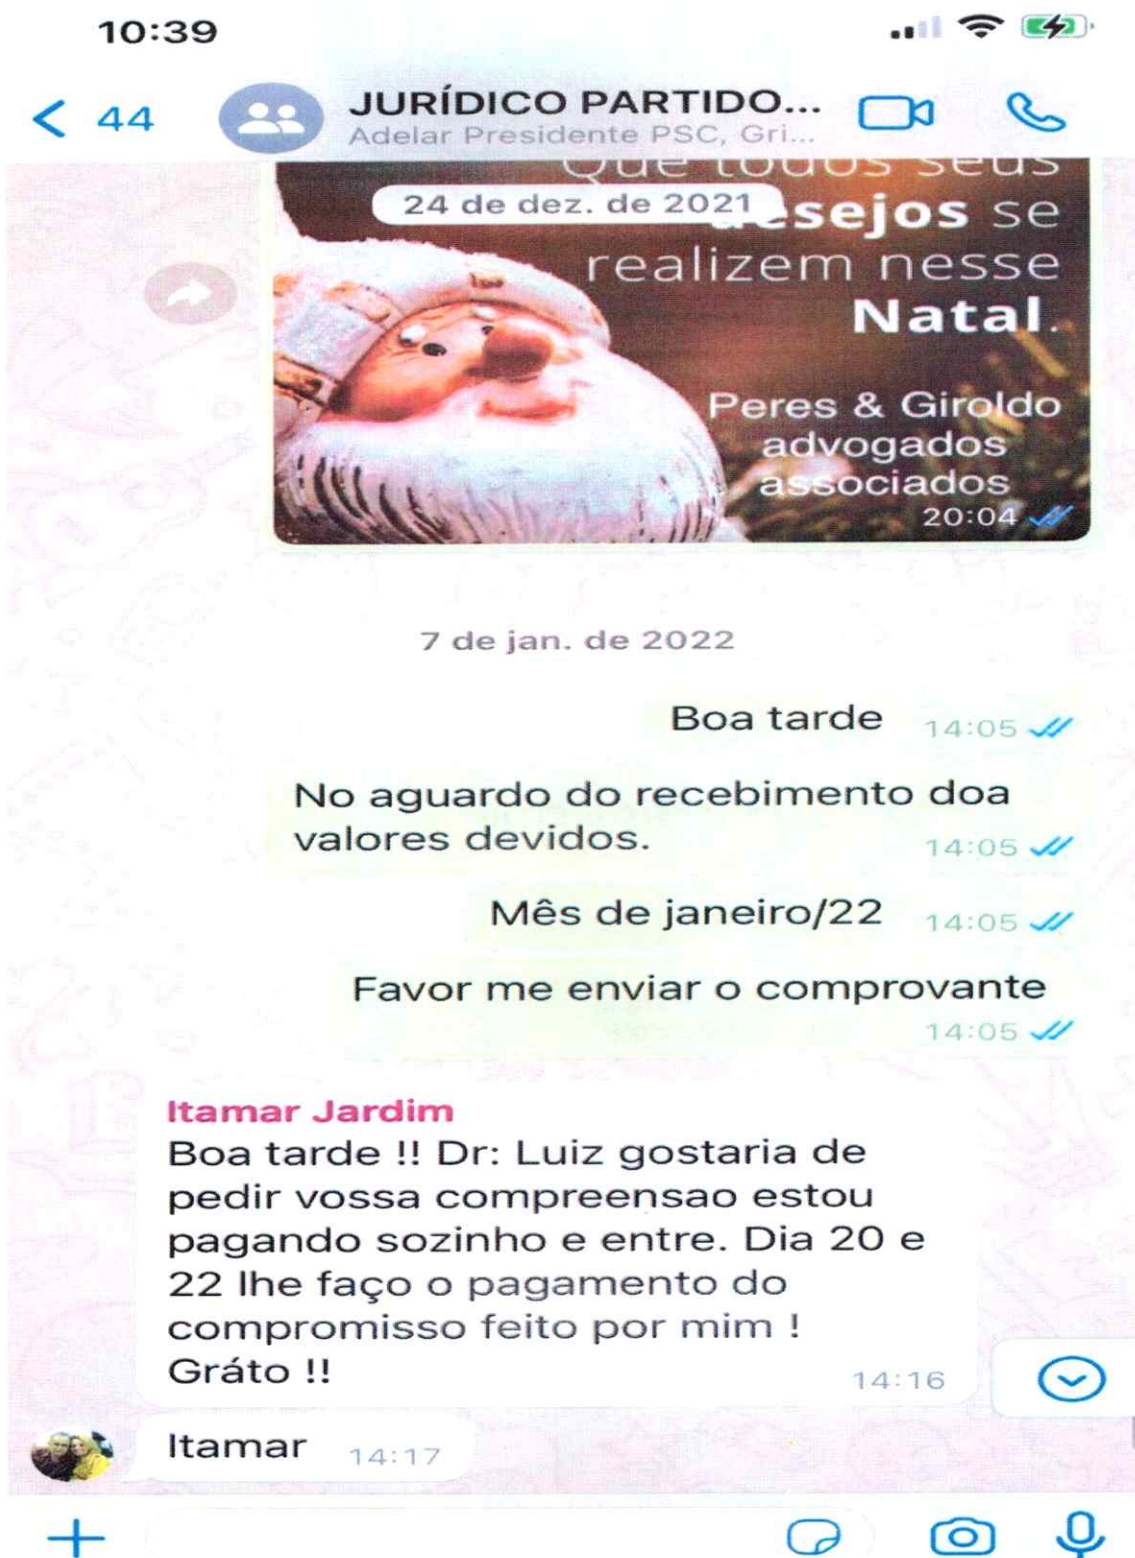 10:39
44
JURÍDICO PARTIDO...
Adelar Presidente PSC, Gri...
Que todos seus
24 de dez. de 2021
desejos se
realizem nesse
Natal.
Peres & Giroldo
advogados
associados
20:04
7 de jan. de 2022
Boa tarde 14:05
No aguardo do recebimento doa
valores devidos. 14:05
Mês de janeiro/22 14:05
Favor me enviar o comprovante
14:05
Itamar Jardim
Boa tarde !! Dr: Luiz gostaria de
pedir vossa compreensao estou
pagando sozinho e entre. Dia 20 e
22 lhe faço o pagamento do
compromisso feito por mim !
Gráto !! 14:16
Itamar 14:17